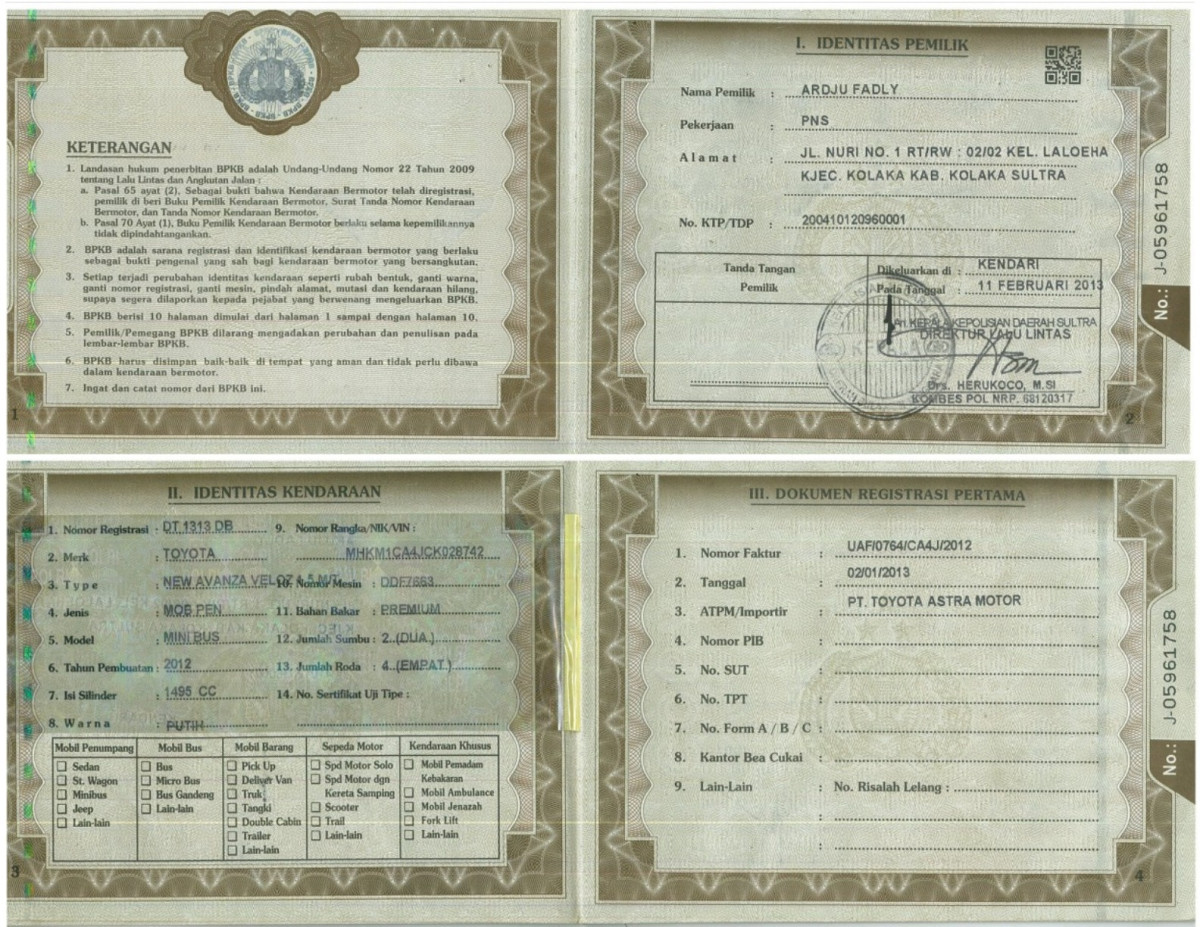 KETERANGAN
1. Landasan hukum penerbitan BPKB adalah Undang-Undang Nomor 22 Tahun 2009
tentang Lalu Lintas dan Angkutan Jalan :
a. Pasal 65 ayat (2), Sebagai bukti bahwa Kendaraan Bermotor telah diregistrasi,
pemilik di beri Buku Pemilik Kendaraan Bermotor, Surat Tanda Nomor Kendaraan
Bermotor, dan Tanda Nomor Kendaraan Bermotor.
b. Pasal 70 Ayat (1), Buku Pemilik Kendaraan Bermotor berlaku selama kepemilikannya
tidak dipindahtangankan.
2. BPKB adalah sarana registrasi dan identifikasi kendaraan bermotor yang berlaku
sebagai bukti pengenal yang sah bagi kendaraan bermotor yang bersangkutan.
3. Setiap terjadi perubahan identitas kendaraan seperti rubah bentuk, ganti warna,
ganti nomor registrasi, ganti mesin, pindah alamat, mutasi dan kendaraan hilang,
supaya segera dilaporkan kepada pejabat yang berwenang mengeluarkan BPKB.
4. BPKB berisi 10 halaman dimulai dari halaman 1 sampai dengan halaman 10.
5. Pemilik/Pemegang BPKB dilarang mengadakan perubahan dan penulisan pada
lembar-lembar BPKB.
6. BPKB harus disimpan baik-baik di tempat yang aman dan tidak perlu dibawa
dalam kendaraan bermotor.
7. Ingat dan catat nomor dari BPKB ini.
1
I. IDENTITAS PEMILIK
Nama Pemilik : ARDJU FADLY
Pekerjaan : PNS
Alamat : JL. NURI NO. 1 RT/RW : 02/02 KEL. LALOEHA
KJEC. KOLAKA KAB. KOLAKA SULTRA
No. KTP/TDP : 200410120960001
Tanda Tangan
Pemilik
Dikeluarkan di : KENDARI
Pada Tanggal : 11 FEBRUARI 2013
An. KEPALA KEPOLISIAN DAERAH SULTRA
DIREKTUR LALU LINTAS
Drs. HERUKOCO, M.SI
KOMBES POL NRP. 68120317
2
No.: J-05961758
II. IDENTITAS KENDARAAN
1. Nomor Registrasi : DT 1313 DB
2. Merk : TOYOTA
3. Type : NEW AVANZA VELOZ 1.5 M/T
4. Jenis : MOB PEN
5. Model : MINI BUS
6. Tahun Pembuatan : 2012
7. Isi Silinder : 1495 CC
8. Warna : PUTIH
9. Nomor Rangka/NIK/VIN :
MHKM1CA4JCK028742
10. Nomor Mesin : DDF7663
11. Bahan Bakar : PREMIUM
12. Jumlah Sumbu : 2 (DUA)
13. Jumlah Roda : 4 (EMPAT)
14. No. Sertifikat Uji Tipe :
Mobil Penumpang
Sedan
St. Wagon
Minibus
Jeep
Lain-lain
Mobil Bus
Bus
Micro Bus
Bus Gandeng
Lain-lain
Mobil Barang
Pick Up
Deliver Van
Truk
Tangki
Double Cabin
Trailer
Lain-lain
Sepeda Motor
Spd Motor Solo
Spd Motor dgn
Kereta Samping
Scooter
Trail
Lain-lain
Kendaraan Khusus
Mobil Pemadam
Kebakaran
Mobil Ambulance
Mobil Jenazah
Fork Lift
Lain-lain
3
III. DOKUMEN REGISTRASI PERTAMA
1. Nomor Faktur : UAF/0764/CA4J/2012
2. Tanggal : 02/01/2013
3. ATPM/Importir : PT. TOYOTA ASTRA MOTOR
4. Nomor PIB :
5. No. SUT :
6. No. TPT :
7. No. Form A / B / C :
8. Kantor Bea Cukai :
9. Lain-Lain : No. Risalah Lelang :
:
:
4
No.: J-05961758